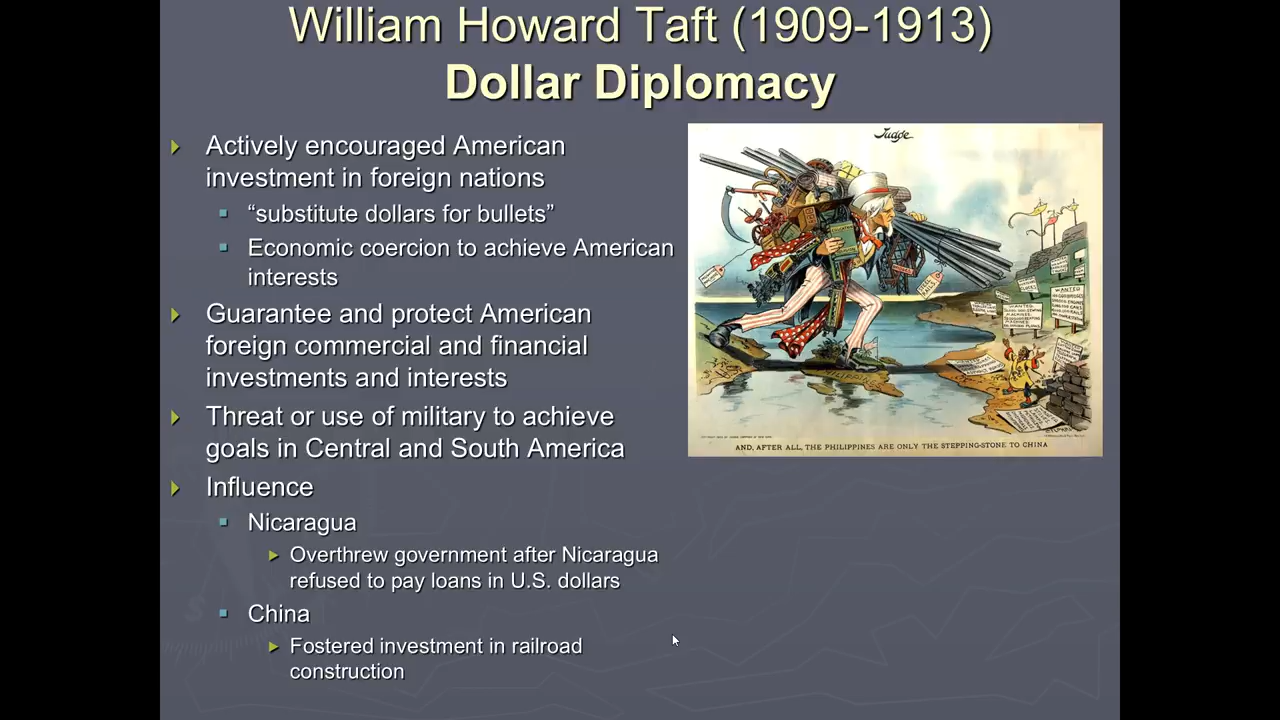 William Howard Taft (1909-1913)
Dollar Diplomacy
Actively encouraged American
investment in foreign nations
“substitute dollars for bullets”
Economic coercion to achieve American
interests
Guarantee and protect American
foreign commercial and financial
investments and interests
Threat or use of military to achieve
goals in Central and South America
Influence
Nicaragua
Overthrew government after Nicaragua
refused to pay loans in U.S. dollars
China
Fostered investment in railroad
construction
Judge
WANTED
WANTED
AND, AFTER ALL, THE PHILIPPINES ARE ONLY THE STEPPING-STONE TO CHINA